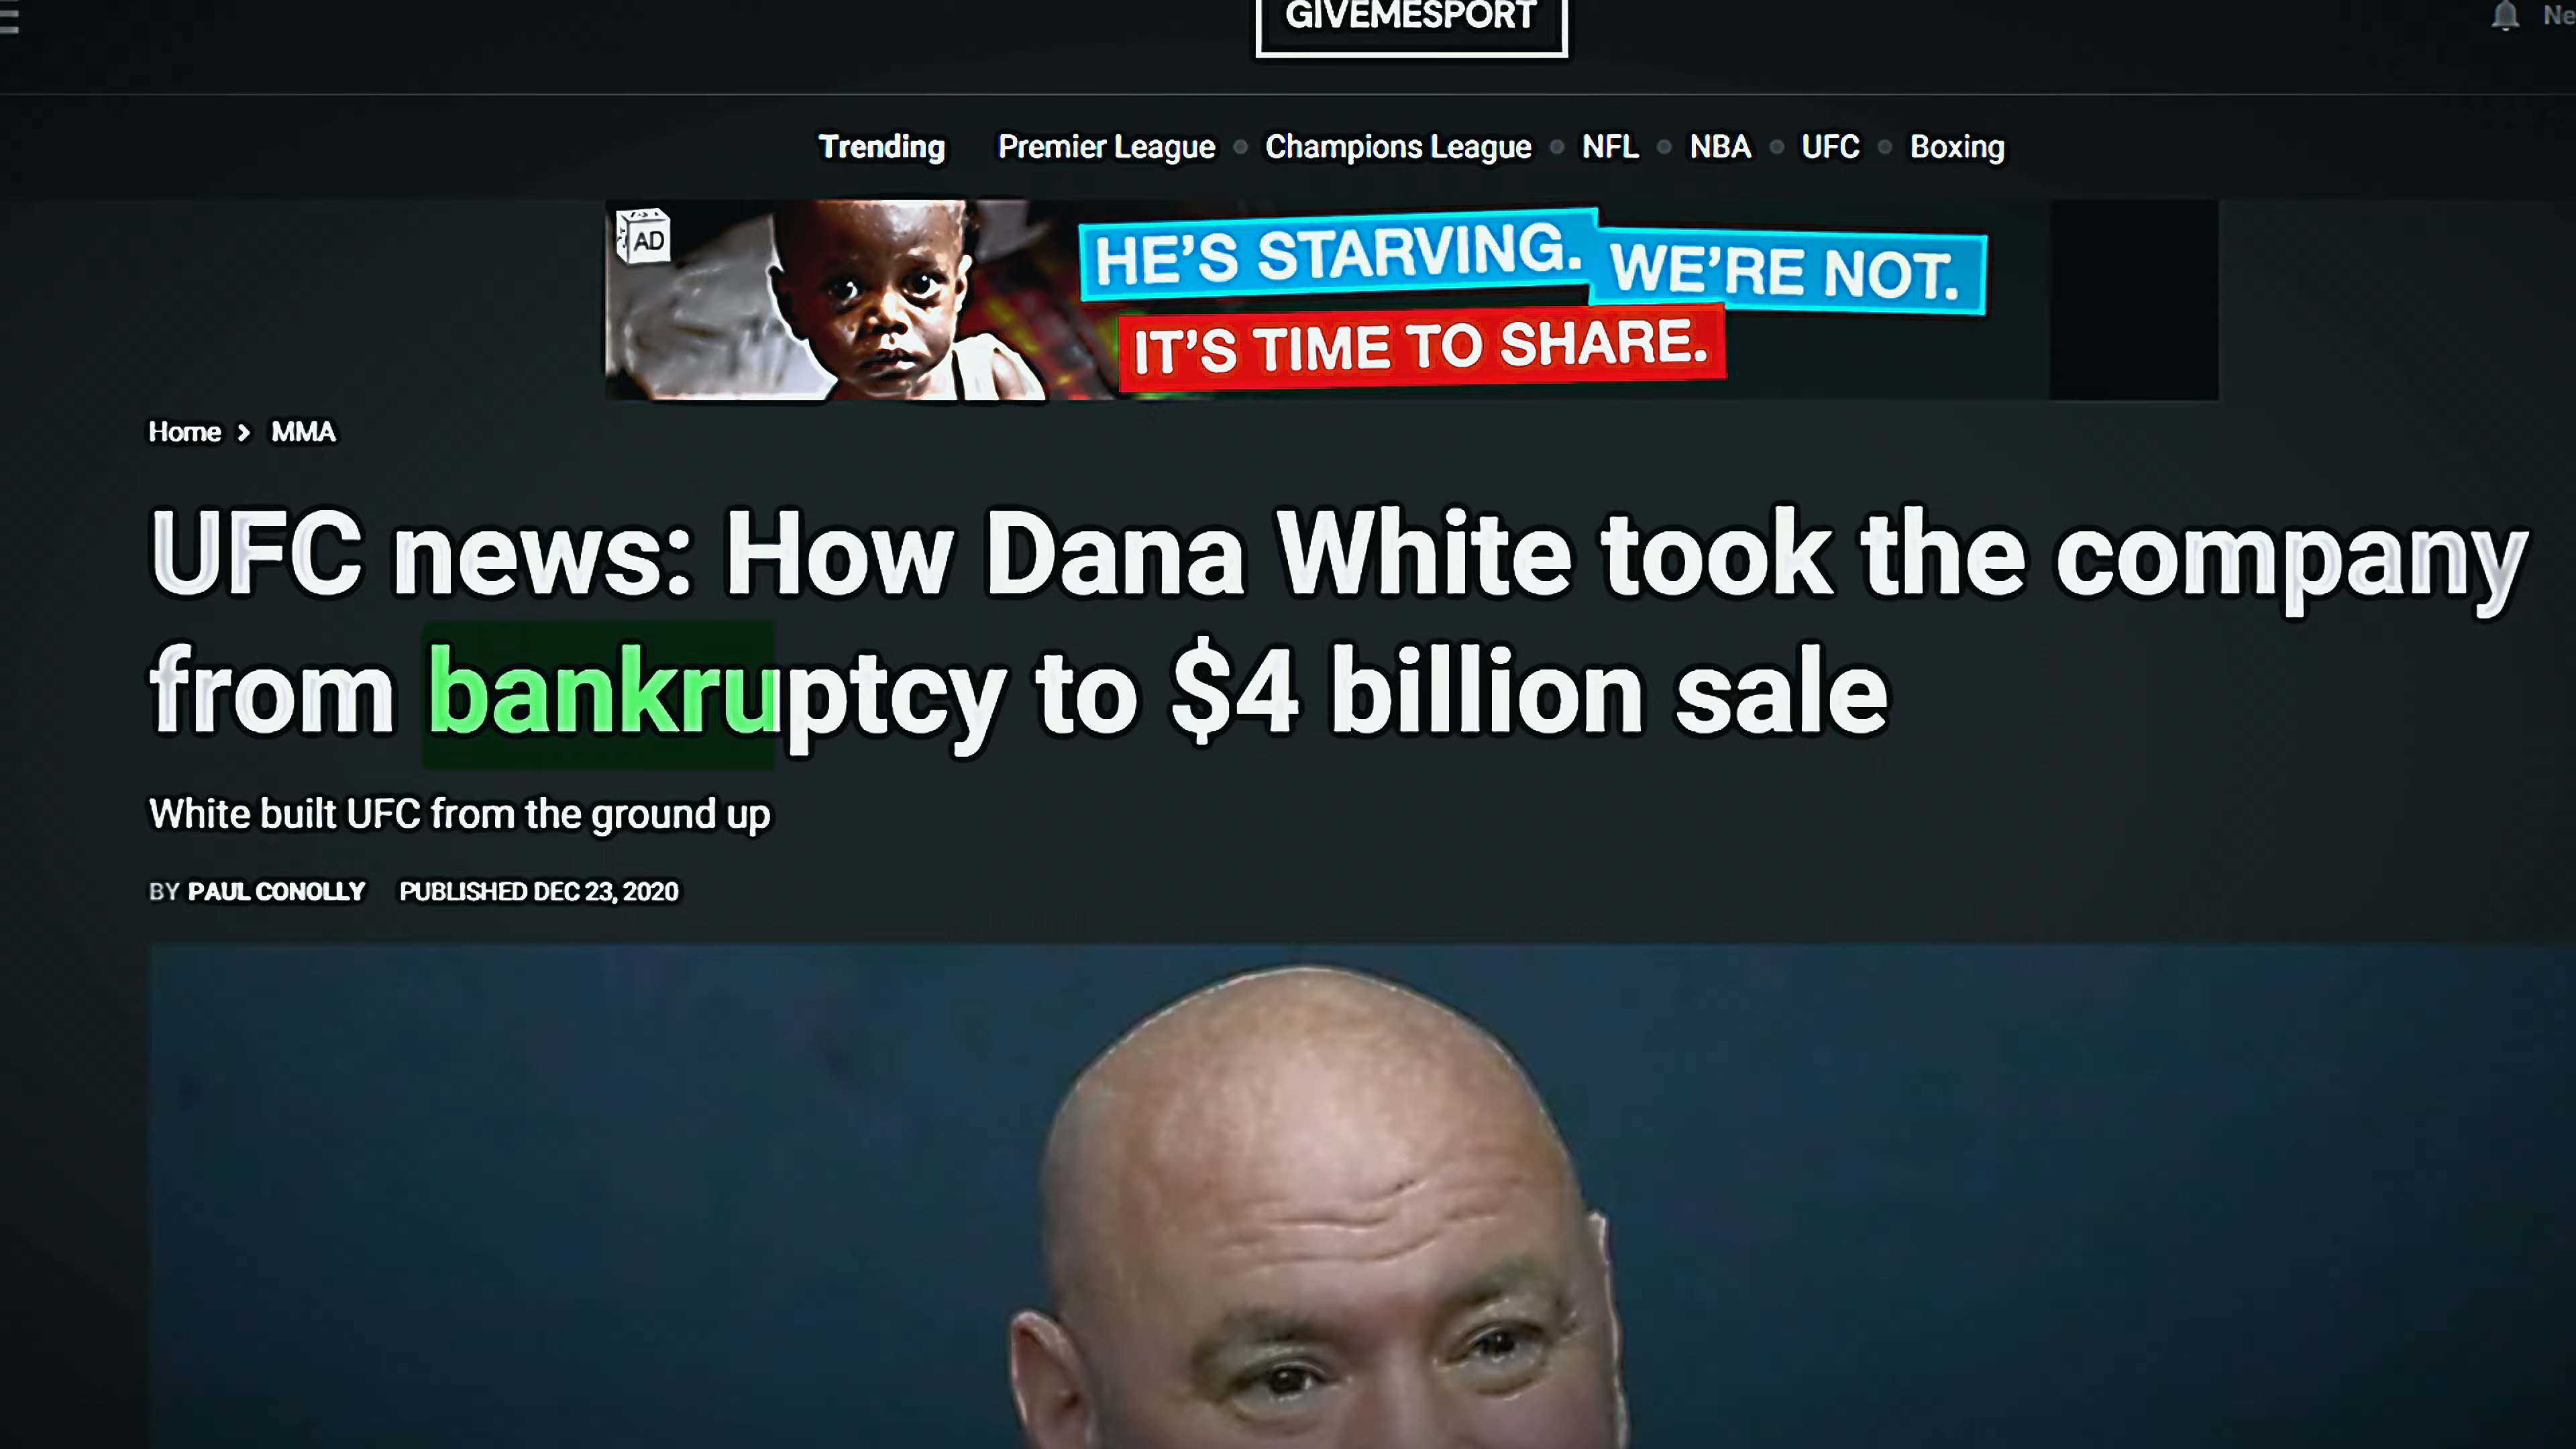 GIVEMESPORT
Trending Premier League • Champions League • NFL • NBA • UFC • Boxing
AD
HE'S STARVING. WE'RE NOT.
IT'S TIME TO SHARE.
Home > MMA
UFC news: How Dana White took the company
from bankruptcy to $4 billion sale
White built UFC from the ground up
BY PAUL CONOLLY PUBLISHED DEC 23, 2020